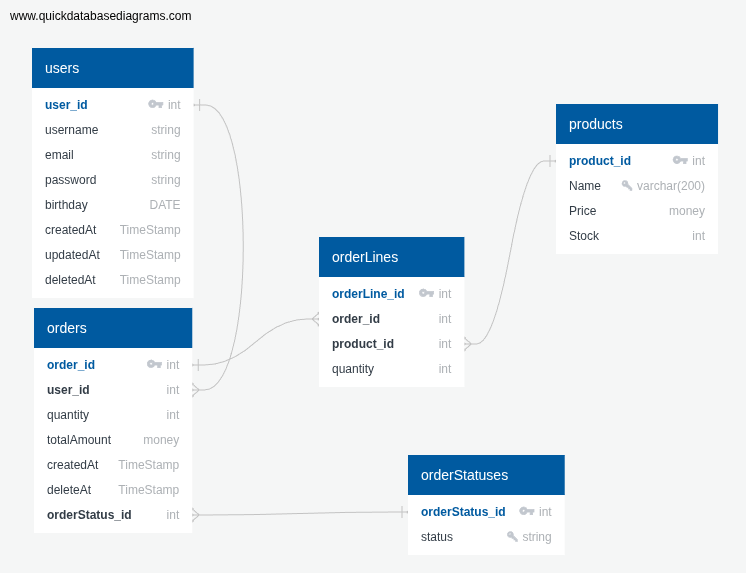 www.quickdatabasediagrams.com
users
user_id int
username string
email string
password string
birthday DATE
createdAt TimeStamp
updatedAt TimeStamp
deletedAt TimeStamp
orders
order_id int
user_id int
quantity int
totalAmount money
createdAt TimeStamp
deleteAt TimeStamp
orderStatus_id int
orderLines
orderLine_id int
order_id int
product_id int
quantity int
products
product_id int
Name varchar(200)
Price money
Stock int
orderStatuses
orderStatus_id int
status string